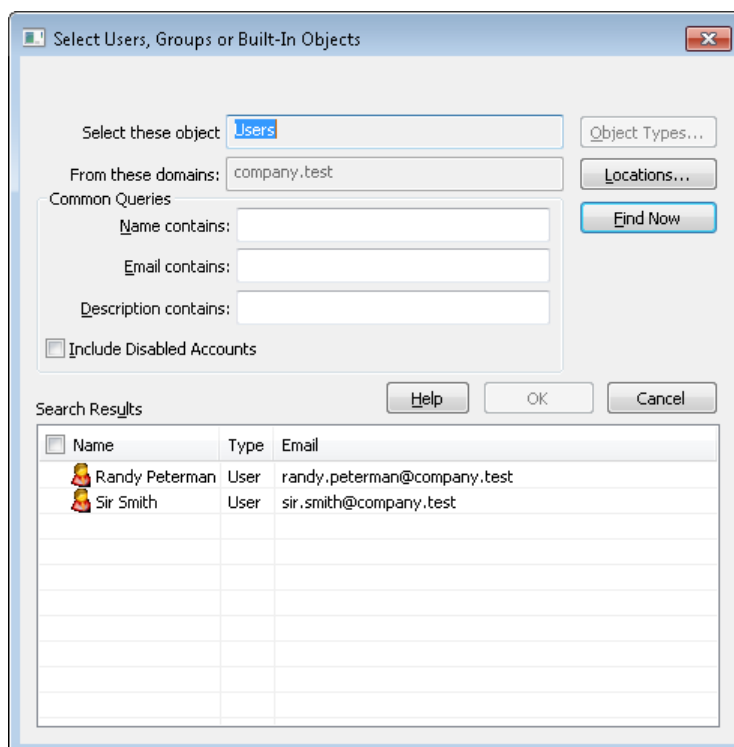 Select Users, Groups or Built-In Objects
Select these object Users Object Types...
From these domains: company.test Locations...
Common Queries
Find Now
Name contains:
Email contains:
Description contains:
Include Disabled Accounts
Help OK Cancel
Search Results
Name Type Email
Randy Peterman User randy.peterman@company.test
Sir Smith User sir.smith@company.test